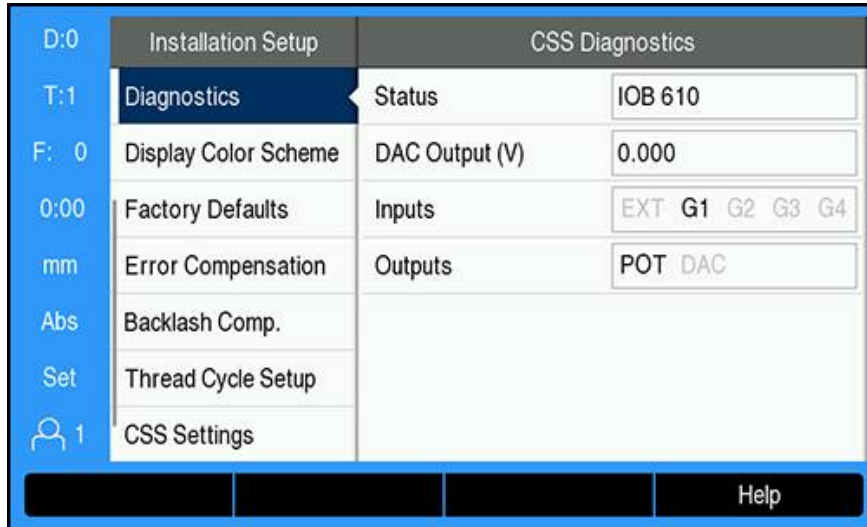 D:0
T:1
F: 0
0:00
mm
Abs
Set
1
Installation Setup
Diagnostics
Display Color Scheme
Factory Defaults
Error Compensation
Backlash Comp.
Thread Cycle Setup
CSS Settings
CSS Diagnostics
Status IOB 610
DAC Output (V) 0.000
Inputs EXT G1 G2 G3 G4
Outputs POT DAC
Help